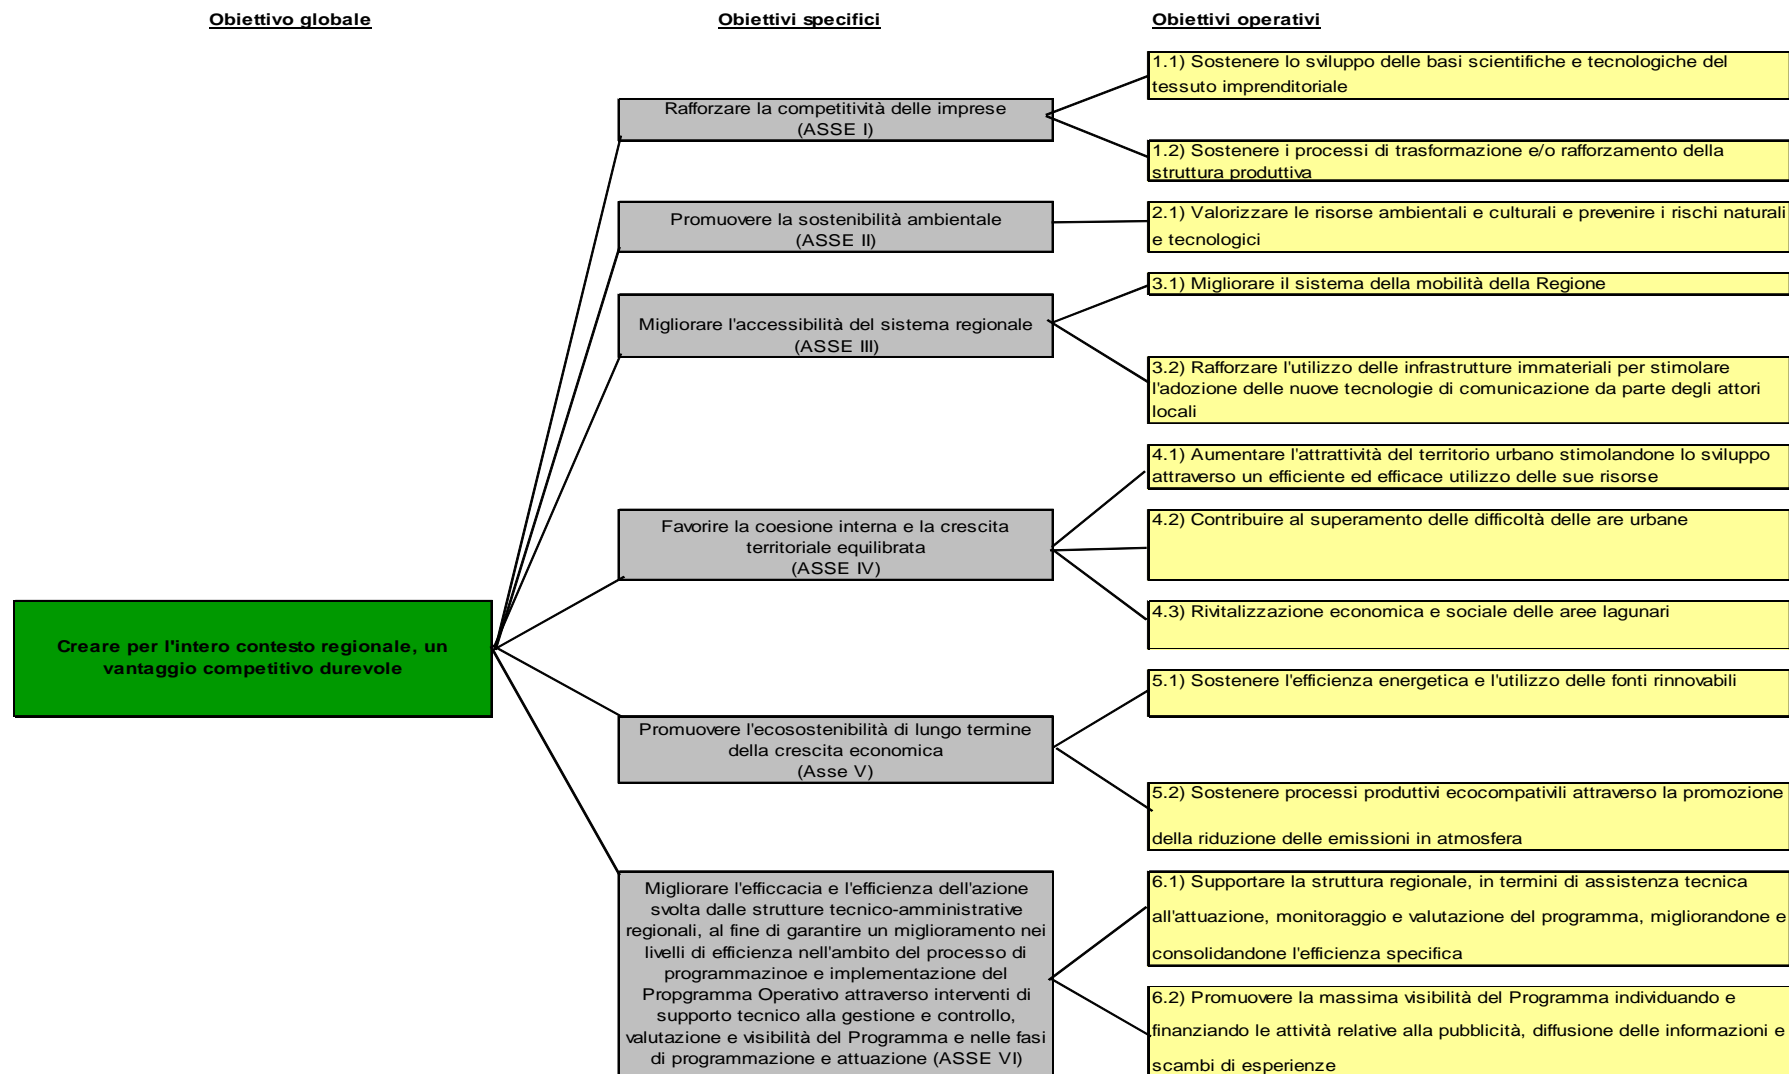 Obiettivo globale
Obiettivi specifici
Obiettivi operativi
Creare per l'intero contesto regionale, un
vantaggio competitivo durevole
Rafforzare la competitività delle imprese
(ASSE I)
1.1) Sostenere lo sviluppo delle basi scientifiche e tecnologiche del
tessuto imprenditoriale
1.2) Sostenere i processi di trasformazione e/o rafforzamento della
struttura produttiva
Promuovere la sostenibilità ambientale
(ASSE II)
2.1) Valorizzare le risorse ambientali e culturali e prevenire i rischi naturali
e tecnologici
Migliorare l'accessibilità del sistema regionale
(ASSE III)
3.1) Migliorare il sistema della mobilità della Regione
3.2) Rafforzare l'utilizzo delle infrastrutture immateriali per stimolare
l'adozione delle nuove tecnologie di comunicazione da parte degli attori
locali
Favorire la coesione interna e la crescita
territoriale equilibrata
(ASSE IV)
4.1) Aumentare l'attrattività del territorio urbano stimolandone lo sviluppo
attraverso un efficiente ed efficace utilizzo delle sue risorse
4.2) Contribuire al superamento delle difficoltà delle are urbane
4.3) Rivitalizzazione economica e sociale delle aree lagunari
Promuovere l'ecosostenibilità di lungo termine
della crescita economica
(Asse V)
5.1) Sostenere l'efficienza energetica e l'utilizzo delle fonti rinnovabili
5.2) Sostenere processi produttivi ecocompativili attraverso la promozione
della riduzione delle emissioni in atmosfera
Migliorare l'efficcacia e l'efficienza dell'azione
svolta dalle strutture tecnico-amministrative
regionali, al fine di garantire un miglioramento nei
livelli di efficienza nell'ambito del processo di
programmazinoe e implementazione del
Propgramma Operativo attraverso interventi di
supporto tecnico alla gestione e controllo,
valutazione e visibilità del Programma e nelle fasi
di programmazione e attuazione (ASSE VI)
6.1) Supportare la struttura regionale, in termini di assistenza tecnica
all'attuazione, monitoraggio e valutazione del programma, migliorandone e
consolidandone l'efficienza specifica
6.2) Promuovere la massima visibilità del Programma individuando e
finanziando le attività relative alla pubblicità, diffusione delle informazioni e
scambi di esperienze